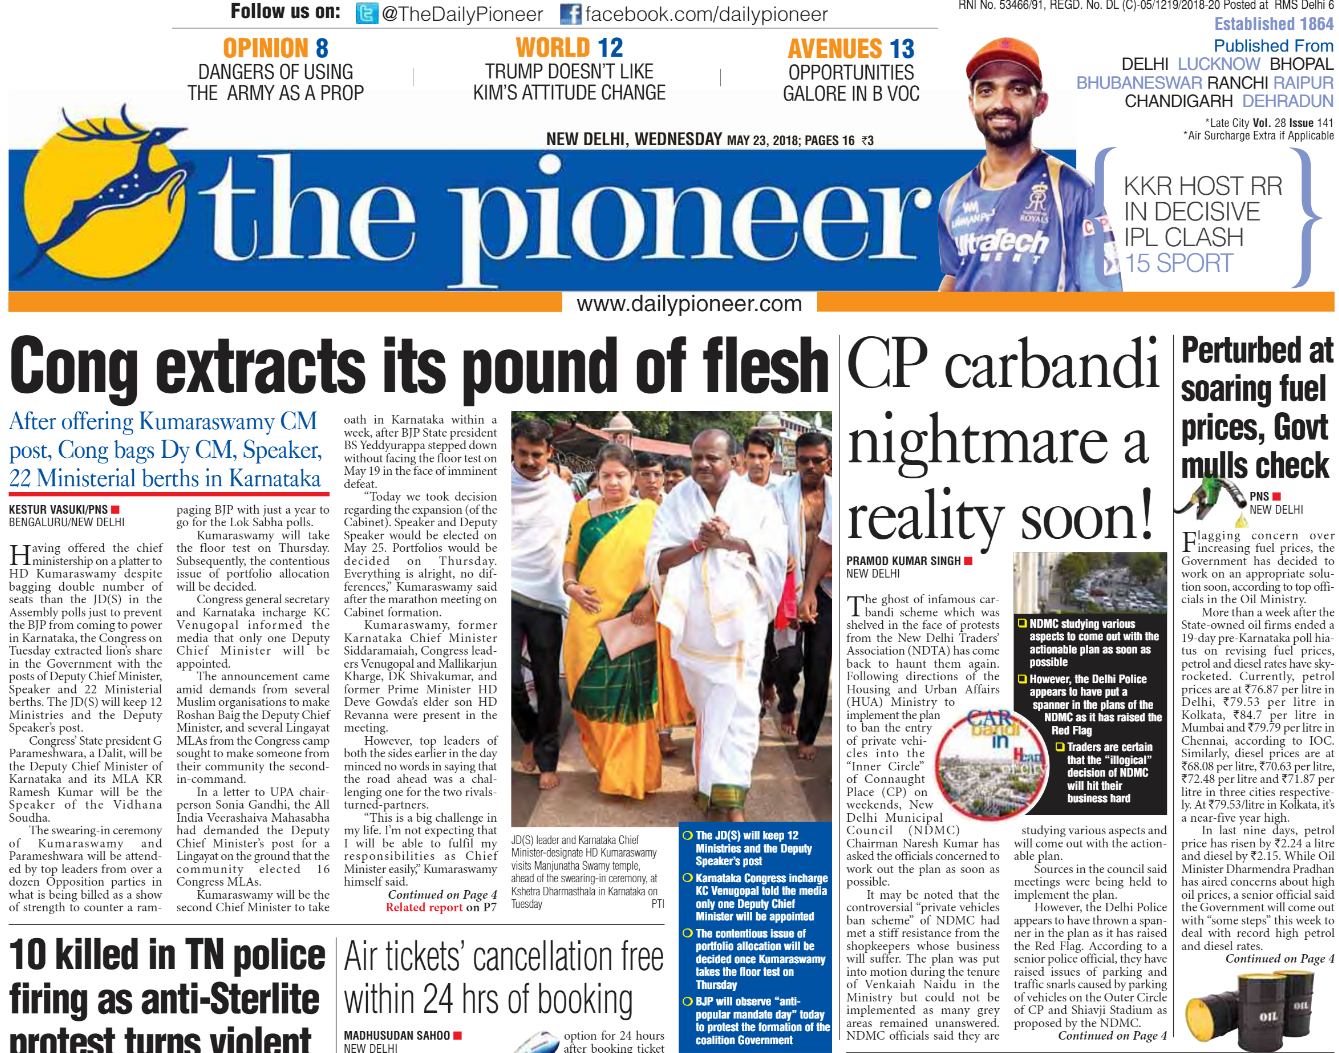 Follow us on: @TheDailyPioneer facebook.com/dailypioneer
RNI No. 53466/91, REGD. No. DL (C)-05/1219/2018-20 Posted at RMS Delhi 6
OPINION 8
DANGERS OF USING
THE ARMY AS A PROP
WORLD 12
TRUMP DOESN'T LIKE
KIM'S ATTITUDE CHANGE
AVENUES 13
OPPORTUNITIES
GALORE IN B VOC
Established 1864
Published From
DELHI LUCKNOW BHOPAL
BHUBANESWAR RANCHI RAIPUR
CHANDIGARH DEHRADUN
*Late City Vol. 28 Issue 141
*Air Surcharge Extra if Applicable
NEW DELHI, WEDNESDAY MAY 23, 2018; PAGES 16 ₹3
the pioneer
ROYALS
UltraTech
KKR HOST RR
IN DECISIVE
IPL CLASH
15 SPORT
www.dailypioneer.com
Cong extracts its pound of flesh
After offering Kumaraswamy CM
post, Cong bags Dy CM, Speaker,
22 Ministerial berths in Karnataka
KESTUR VASUKI/PNS
BENGALURU/NEW DELHI
Having offered the chief
ministership on a platter to
HD Kumaraswamy despite
bagging double number of
seats than the JD(S) in the
Assembly polls just to prevent
the BJP from coming to power
in Karnataka, the Congress on
Tuesday extracted lion's share
in the Government with the
posts of Deputy Chief Minister,
Speaker and 22 Ministerial
berths. The JD(S) will keep 12
Ministries and the Deputy
Speaker's post.
Congress' State president G
Parameshwara, a Dalit, will be
the Deputy Chief Minister of
Karnataka and its MLA KR
Ramesh Kumar will be the
Speaker of the Vidhana
Soudha.
The swearing-in ceremony
of Kumaraswamy and
Parameshwara will be attend-
ed by top leaders from over a
dozen Opposition parties in
what is being billed as a show
of strength to counter a ram-
paging BJP with just a year to
go for the Lok Sabha polls.
Kumaraswamy will take
the floor test on Thursday.
Subsequently, the contentious
issue of portfolio allocation
will be decided.
Congress general secretary
and Karnataka incharge KC
Venugopal informed the
media that only one Deputy
Chief Minister will be
appointed.
The announcement came
amid demands from several
Muslim organisations to make
Roshan Baig the Deputy Chief
Minister, and several Lingayat
MLAs from the Congress camp
sought to make someone from
their community the second-
in-command.
In a letter to UPA chair-
person Sonia Gandhi, the All
India Veerashaiva Mahasabha
had demanded the Deputy
Chief Minister's post for a
Lingayat on the ground that the
community elected 16
Congress MLAs.
Kumaraswamy will be the
second Chief Minister to take
oath in Karnataka within a
week, after BJP State president
BS Yeddyurappa stepped down
without facing the floor test on
May 19 in the face of imminent
defeat.
"Today we took decision
regarding the expansion (of the
Cabinet). Speaker and Deputy
Speaker would be elected on
May 25. Portfolios would be
decided on Thursday.
Everything is alright, no dif-
ferences," Kumaraswamy said
after the marathon meeting on
Cabinet formation.
Kumaraswamy, former
Karnataka Chief Minister
Siddaramaiah, Congress lead-
ers Venugopal and Mallikarjun
Kharge, DK Shivakumar, and
former Prime Minister HD
Deve Gowda's elder son HD
Revanna were present in the
meeting.
However, top leaders of
both the sides earlier in the day
minced no words in saying that
the road ahead was a chal-
lenging one for the two rivals-
turned-partners.
"This is a big challenge in
my life. I'm not expecting that
I will be able to fulfil my
responsibilities as Chief
Minister easily," Kumaraswamy
himself said.
Continued on Page 4
Related report on P7
JD(S) leader and Karnataka Chief
Minister-designate HD Kumaraswamy
visits Manjunatha Swamy temple,
ahead of the swearing-in ceremony, at
Kshetra Dharmasthala in Karnataka on
Tuesday PTI
The JD(S) will keep 12
Ministries and the Deputy
Speaker's post
Karnataka Congress incharge
KC Venugopal told the media
only one Deputy Chief
Minister will be appointed
The contentious issue of
portfolio allocation will be
decided once Kumaraswamy
takes the floor test on
Thursday
BJP will observe "anti-
popular mandate day" today
to protest the formation of the
coalition Government
CP carbandi
nightmare a
reality soon!
PRAMOD KUMAR SINGH
NEW DELHI
The ghost of infamous car-
bandi scheme which was
shelved in the face of protests
from the New Delhi Traders'
Association (NDTA) has come
back to haunt them again.
Following directions of the
Housing and Urban Affairs
(HUA) Ministry to
implement the plan
to ban the entry
of private vehi-
cles into the
"Inner Circle"
of Connaught
Place (CP) on
weekends, New
Delhi Municipal
Council (NDMC)
Chairman Naresh Kumar has
asked the officials concerned to
work out the plan as soon as
possible.
It may be noted that the
controversial "private vehicles
ban scheme" of NDMC had
met a stiff resistance from the
shopkeepers whose business
will suffer. The plan was put
into motion during the tenure
of Venkaiah Naidu in the
Ministry but could not be
implemented as many grey
areas remained unanswered.
NDMC officials said they are
NDMC studying various
aspects to come out with the
actionable plan as soon as
possible
However, the Delhi Police
appears to have put a
spanner in the plans of the
NDMC as it has raised the
Red Flag
Traders are certain
that the "illogical"
decision of NDMC
will hit their
business hard
CAR
bandi
in
Heart
of city
studying various aspects and
will come out with the action-
able plan.
Sources in the council said
meetings were being held to
implement the plan.
However, the Delhi Police
appears to have thrown a span-
ner in the plan as it has raised
the Red Flag. According to a
senior police official, they have
raised issues of parking and
traffic snarls caused by parking
of vehicles on the Outer Circle
of CP and Shiavji Stadium as
proposed by the NDMC.
Continued on Page 4
Perturbed at
soaring fuel
prices, Govt
mulls check
PNS
NEW DELHI
Flagging concern over
increasing fuel prices, the
Government has decided to
work on an appropriate solu-
tion soon, according to top offi-
cials in the Oil Ministry.
More than a week after the
State-owned oil firms ended a
19-day pre-Karnataka poll hia-
tus on revising fuel prices,
petrol and diesel rates have sky-
rocketed. Currently, petrol
prices are at ₹76.87 per litre in
Delhi, ₹79.53 per litre in
Kolkata, ₹84.7 per litre in
Mumbai and ₹79.79 per litre in
Chennai, according to IOC.
Similarly, diesel prices are at
₹68.08 per litre, ₹70.63 per litre,
₹72.48 per litre and ₹71.87 per
litre in three cities respective-
ly. At ₹79.53/litre in Kolkata, it's
a near-five year high.
In last nine days, petrol
price has risen by ₹2.24 a litre
and diesel by ₹2.15. While Oil
Minister Dharmendra Pradhan
has aired concerns about high
oil prices, a senior official said
the Government will come out
with "some steps" this week to
deal with record high petrol
and diesel rates.
Continued on Page 4
OIL
OIL
10 killed in TN police
firing as anti-Sterlite
protest turns violent
Air tickets' cancellation free
within 24 hrs of booking
MADHUSUDAN SAHOO
NEW DELHI
option for 24 hours
after booking ticket